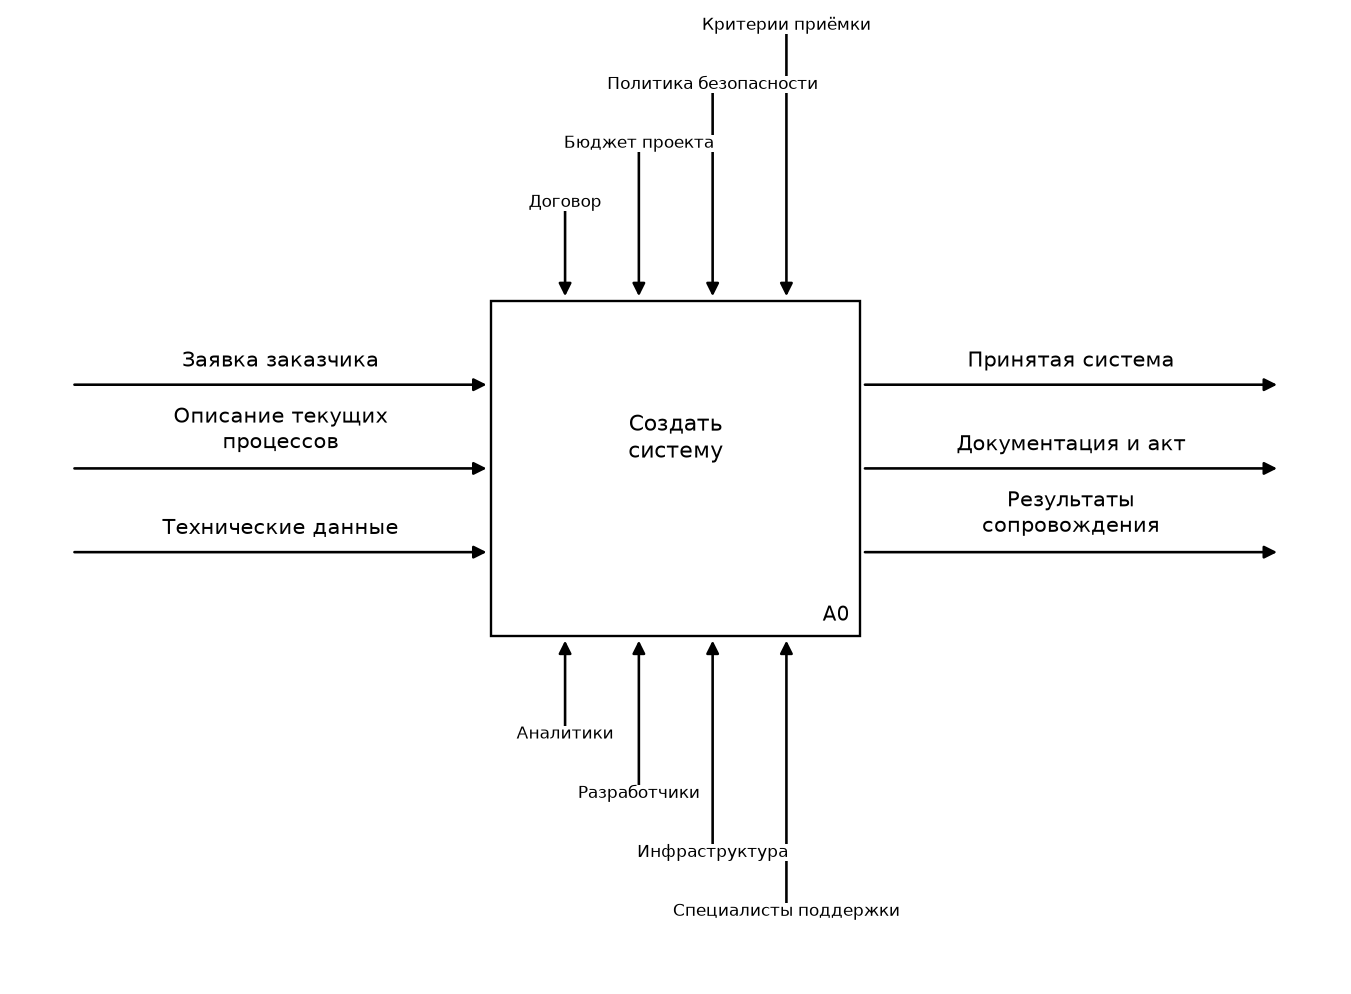 Критерии приёмки
Политика безопасности
Бюджет проекта
Договор
Заявка заказчика
Описание текущих
процессов
Технические данные
Создать
систему
A0
Принятая система
Документация и акт
Результаты
сопровождения
Аналитики
Разработчики
Инфраструктура
Специалисты поддержки